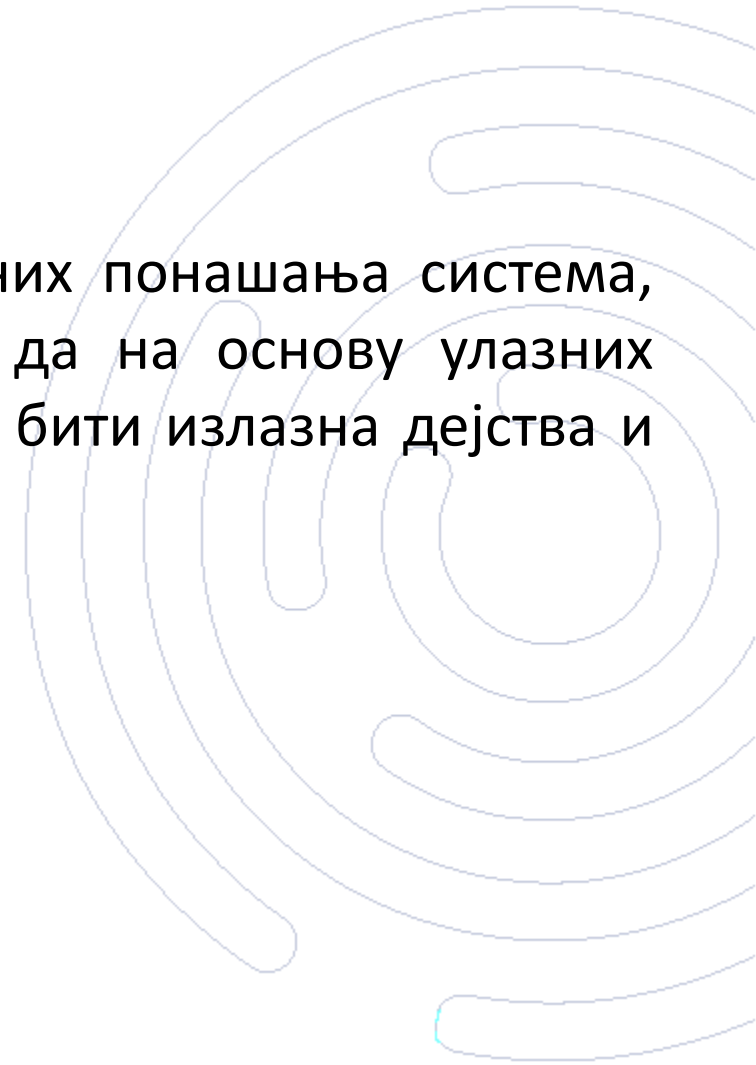 них понашања система,
да на основу улазних
бити излазна дејства и